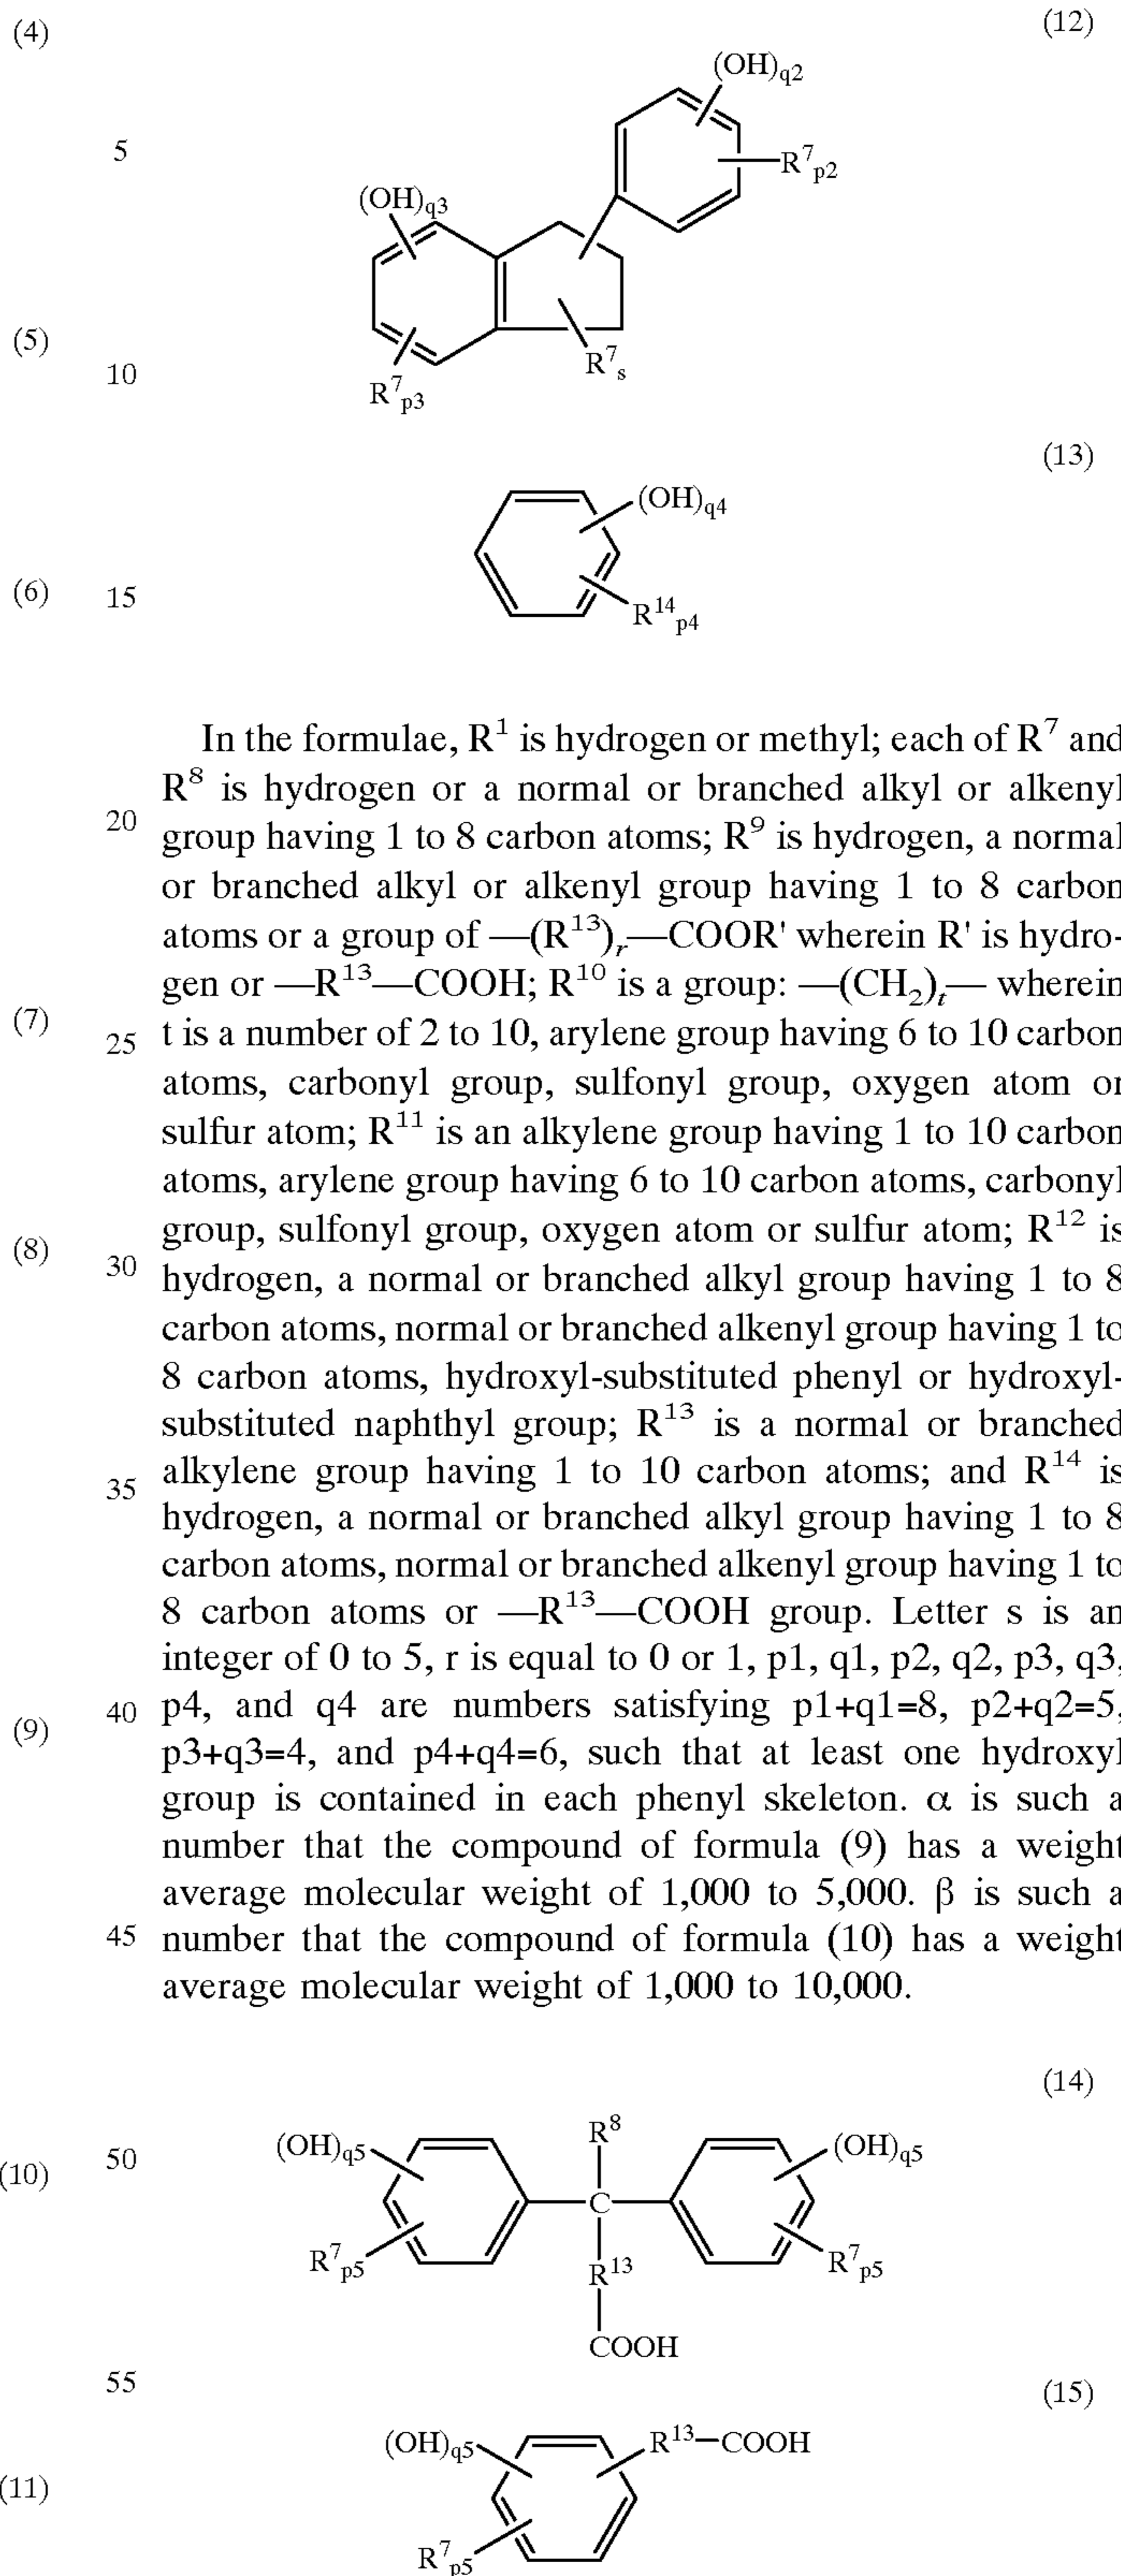 (4)
(12)
(OH)q2
5
R⁷p2
(OH)q3
(5)
10
R⁷s
R⁷p3
(13)
(OH)q4
(6)
15
R¹⁴p4
In the formulae, R¹ is hydrogen or methyl; each of R⁷ and
R⁸ is hydrogen or a normal or branched alkyl or alkenyl
20
group having 1 to 8 carbon atoms; R⁹ is hydrogen, a normal
or branched alkyl or alkenyl group having 1 to 8 carbon
atoms or a group of —(R¹³)r—COOR' wherein R' is hydro-
gen or —R¹³—COOH; R¹⁰ is a group: —(CH₂)t— wherein
(7)
25
t is a number of 2 to 10, arylene group having 6 to 10 carbon
atoms, carbonyl group, sulfonyl group, oxygen atom or
sulfur atom; R¹¹ is an alkylene group having 1 to 10 carbon
atoms, arylene group having 6 to 10 carbon atoms, carbonyl
(8)
group, sulfonyl group, oxygen atom or sulfur atom; R¹² is
30
hydrogen, a normal or branched alkyl group having 1 to 8
carbon atoms, normal or branched alkenyl group having 1 to
8 carbon atoms, hydroxyl-substituted phenyl or hydroxyl-
substituted naphthyl group; R¹³ is a normal or branched
35
alkylene group having 1 to 10 carbon atoms; and R¹⁴ is
hydrogen, a normal or branched alkyl group having 1 to 8
carbon atoms, normal or branched alkenyl group having 1 to
8 carbon atoms or —R¹³—COOH group. Letter s is an
integer of 0 to 5, r is equal to 0 or 1, p1, q1, p2, q2, p3, q3,
(9)
40
p4, and q4 are numbers satisfying p1+q1=8, p2+q2=5,
p3+q3=4, and p4+q4=6, such that at least one hydroxyl
group is contained in each phenyl skeleton. α is such a
number that the compound of formula (9) has a weight
average molecular weight of 1,000 to 5,000. β is such a
45
number that the compound of formula (10) has a weight
average molecular weight of 1,000 to 10,000.
(14)
(10)
50
(OH)q5
R⁸
(OH)q5
C
R⁷p5
R¹³
R⁷p5
COOH
55
(15)
(OH)q5
R¹³—COOH
(11)
R⁷p5